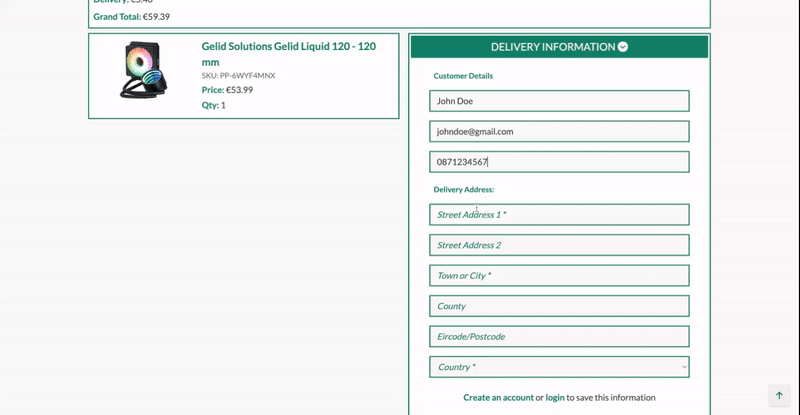 Delivery: €5.40
Grand Total: €59.39
Gelid Solutions Gelid Liquid 120 - 120
mm
SKU: PP-6WYF4MNX
Price: €53.99
Qty: 1
DELIVERY INFORMATION
Customer Details
John Doe
johndoe@gmail.com
0871234567
Delivery Address:
Street Address 1 *
Street Address 2
Town or City *
County
Eircode/Postcode
Country *
Create an account or login to save this information